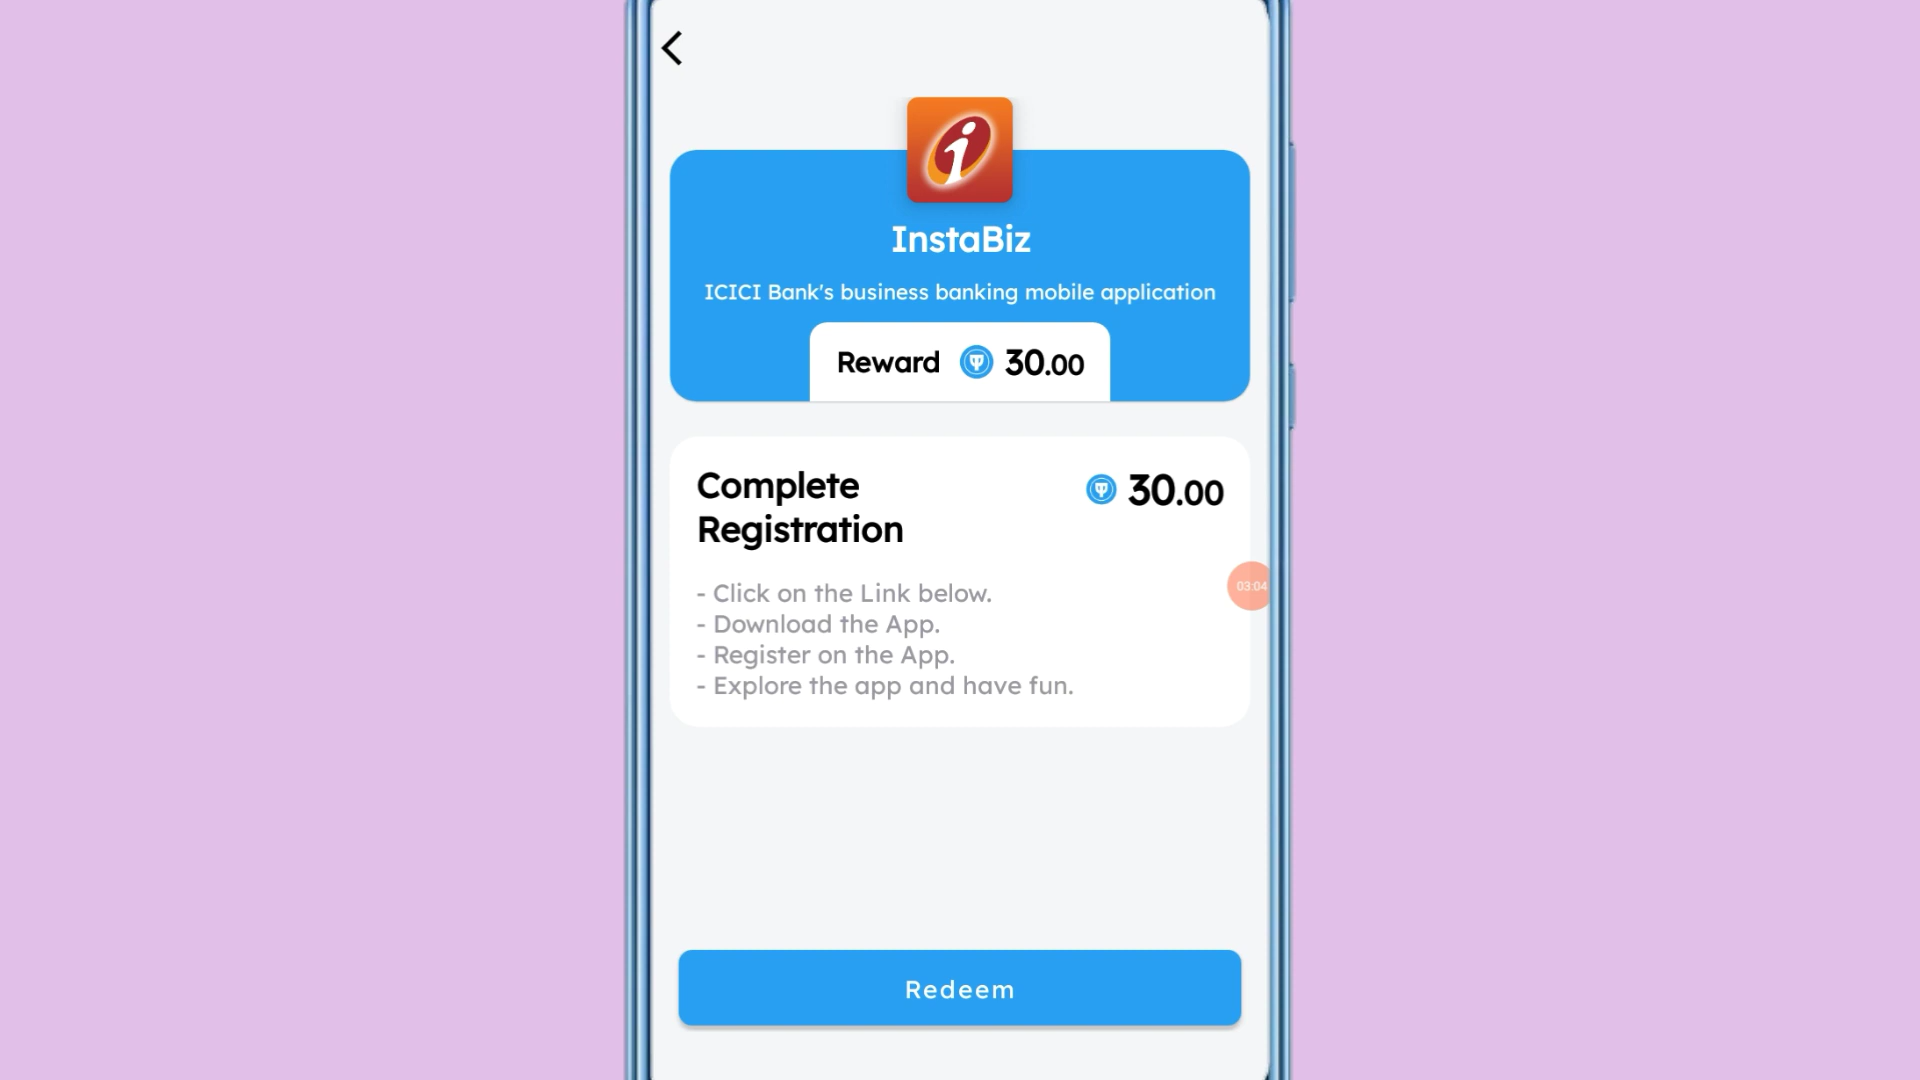 InstaBiz
ICICI Bank's business banking mobile application
Reward 30.00
Complete
Registration
30.00
- Click on the Link below.
- Download the App.
- Register on the App.
- Explore the app and have fun.
03:04
Redeem